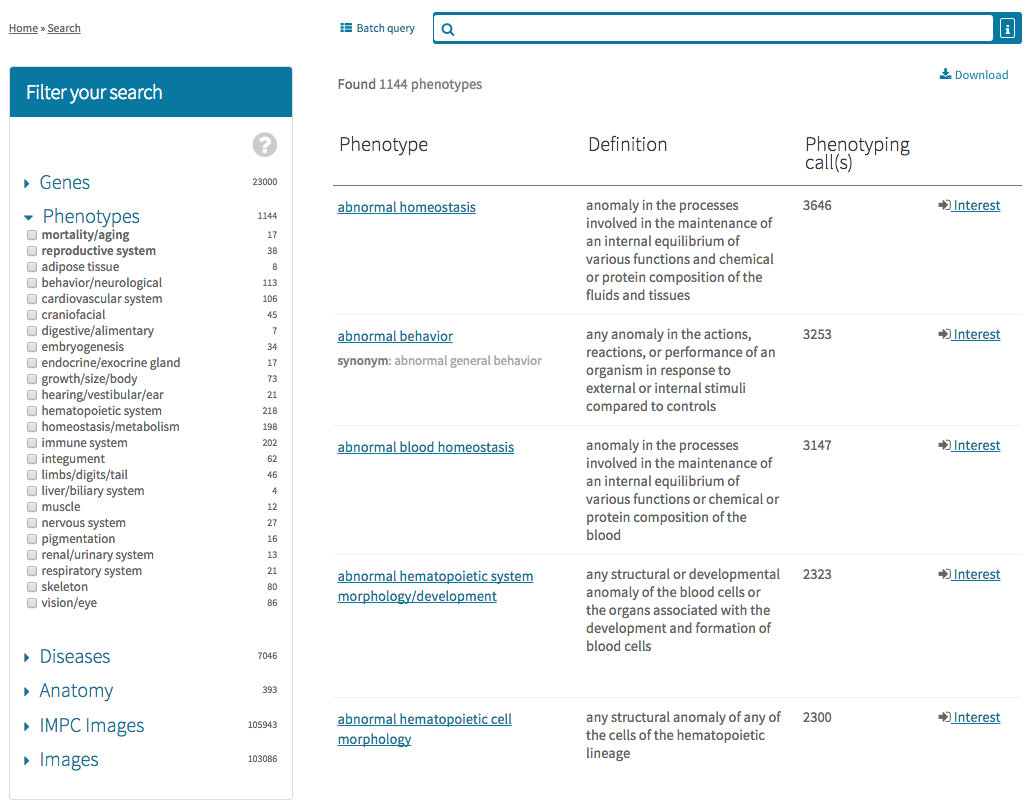 Home » Search
Batch query
i
Filter your search
?
Genes 23000
Phenotypes 1144
mortality/aging 17
reproductive system 38
adipose tissue 8
behavior/neurological 113
cardiovascular system 106
craniofacial 45
digestive/alimentary 7
embryogenesis 34
endocrine/exocrine gland 17
growth/size/body 73
hearing/vestibular/ear 21
hematopoietic system 218
homeostasis/metabolism 198
immune system 202
integument 62
limbs/digits/tail 46
liver/biliary system 4
muscle 12
nervous system 27
pigmentation 16
renal/urinary system 13
respiratory system 21
skeleton 80
vision/eye 86
Diseases 7046
Anatomy 393
IMPC Images 105943
Images 103086
Found 1144 phenotypes
Download
Phenotype
Definition
Phenotyping
call(s)
abnormal homeostasis
anomaly in the processes
involved in the maintenance of
an internal equilibrium of
various functions and chemical
or protein composition of the
fluids and tissues
3646
Interest
abnormal behavior
synonym: abnormal general behavior
any anomaly in the actions,
reactions, or performance of an
organism in response to
external or internal stimuli
compared to controls
3253
Interest
abnormal blood homeostasis
anomaly in the processes
involved in the maintenance of
an internal equilibrium of
various functions or chemical or
protein composition of the
blood
3147
Interest
abnormal hematopoietic system
morphology/development
any structural or developmental
anomaly of the blood cells or
the organs associated with the
development and formation of
blood cells
2323
Interest
abnormal hematopoietic cell
morphology
any structural anomaly of any of
the cells of the hematopoietic
lineage
2300
Interest